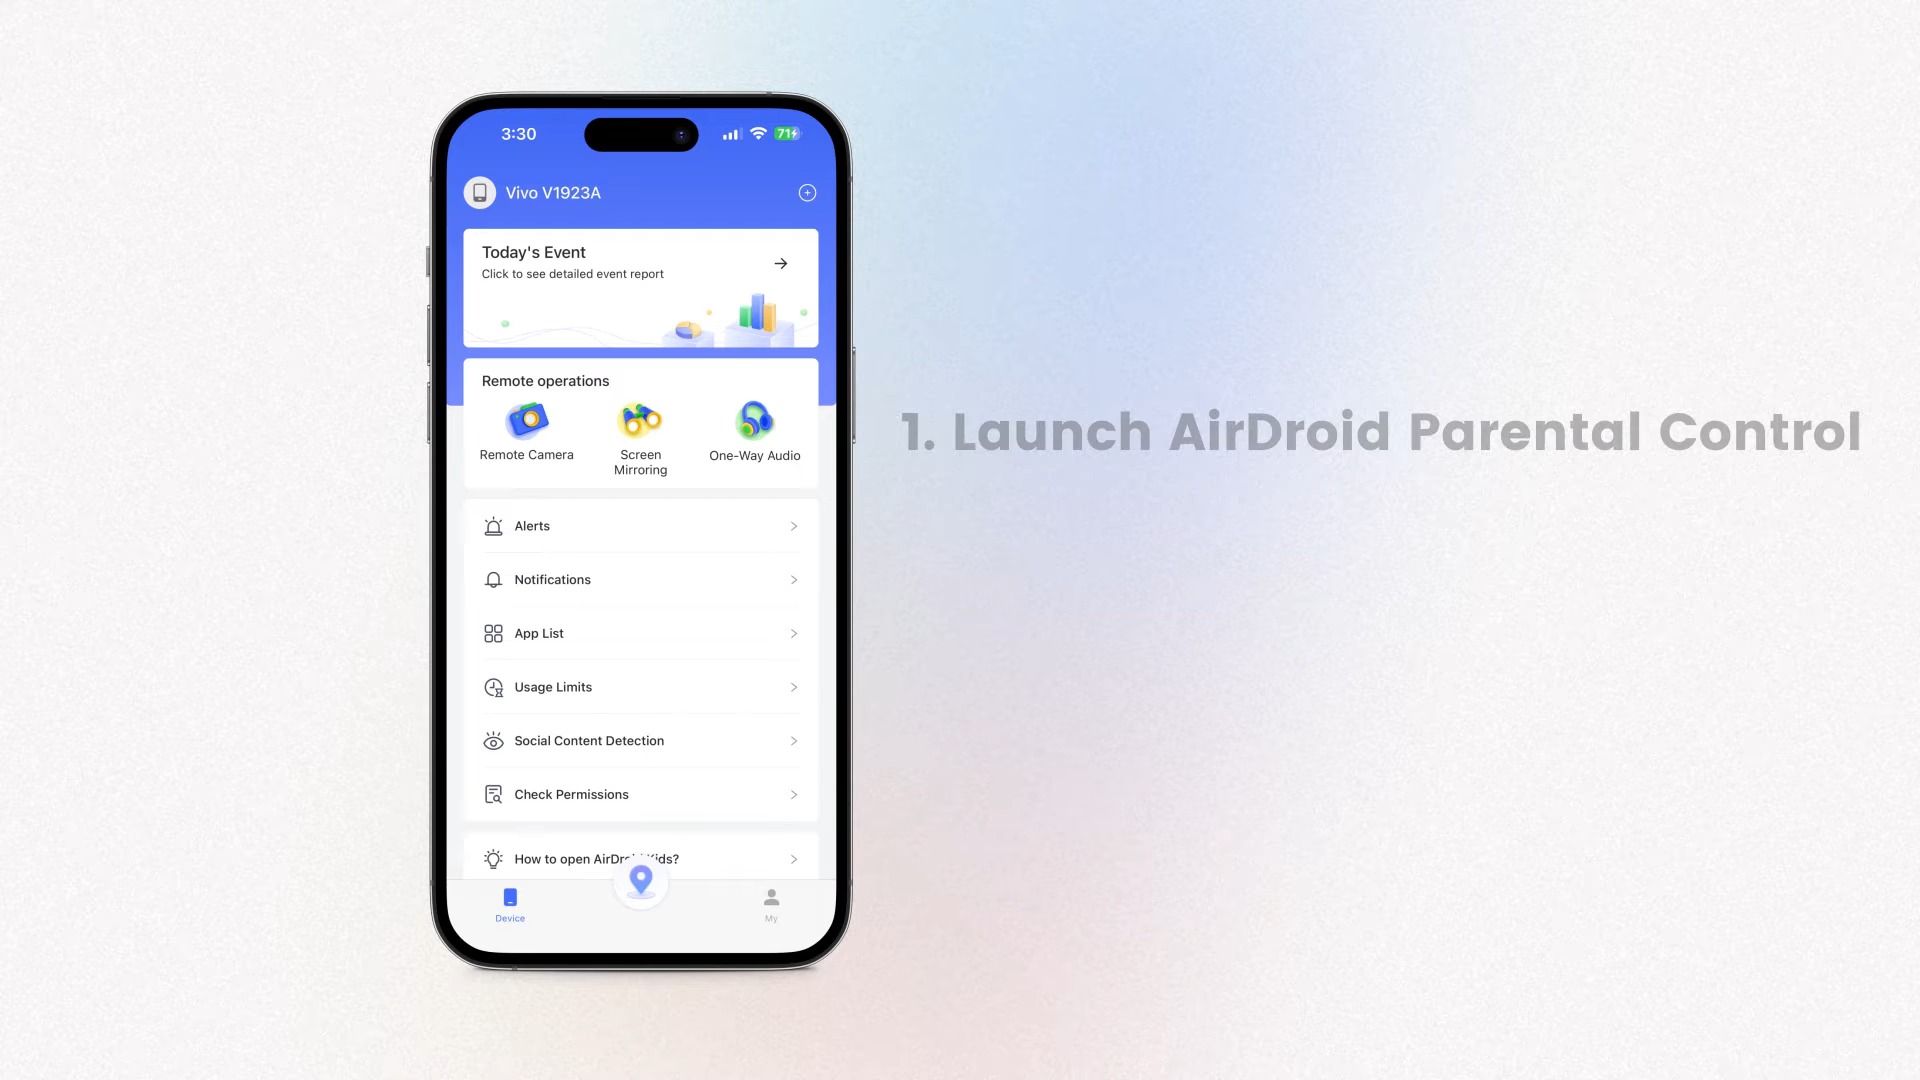 3:30
71
Vivo V1923A
Today's Event
Click to see detailed event report
Remote operations
Remote Camera
Screen
Mirroring
One-Way Audio
Alerts
Notifications
App List
Usage Limits
Social Content Detection
Check Permissions
How to open AirDroid Kids?
Device
My
1. Launch AirDroid Parental Control